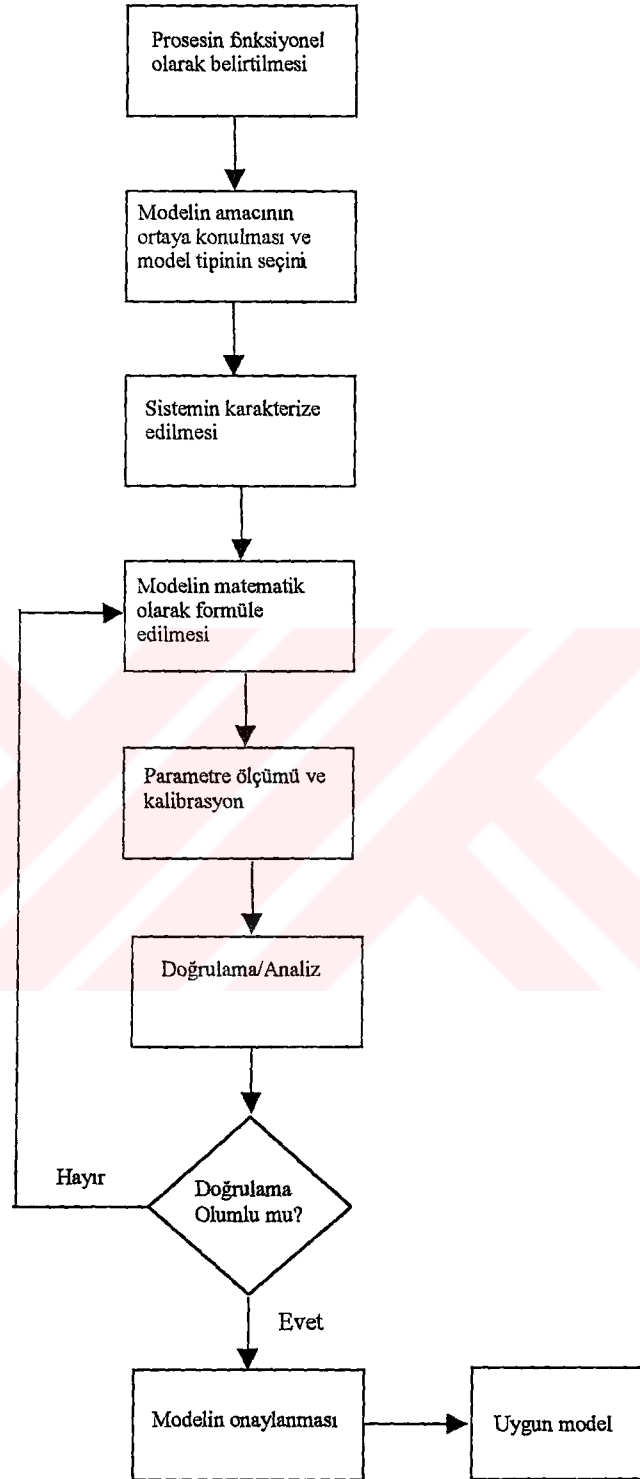 Prosesin fonksiyonel
olarak belirtilmesi
Modelin amacının
ortaya konulması ve
model tipinin seçini
Sistemin karakterize
edilmesi
Modelin matematik
olarak formüle
edilmesi
Parametre ölçümü ve
kalibrasyon
Doğrulama/Analiz
Hayır
Doğrulama
Olumlu mu?
Evet
Modelin onaylanması
Uygun model